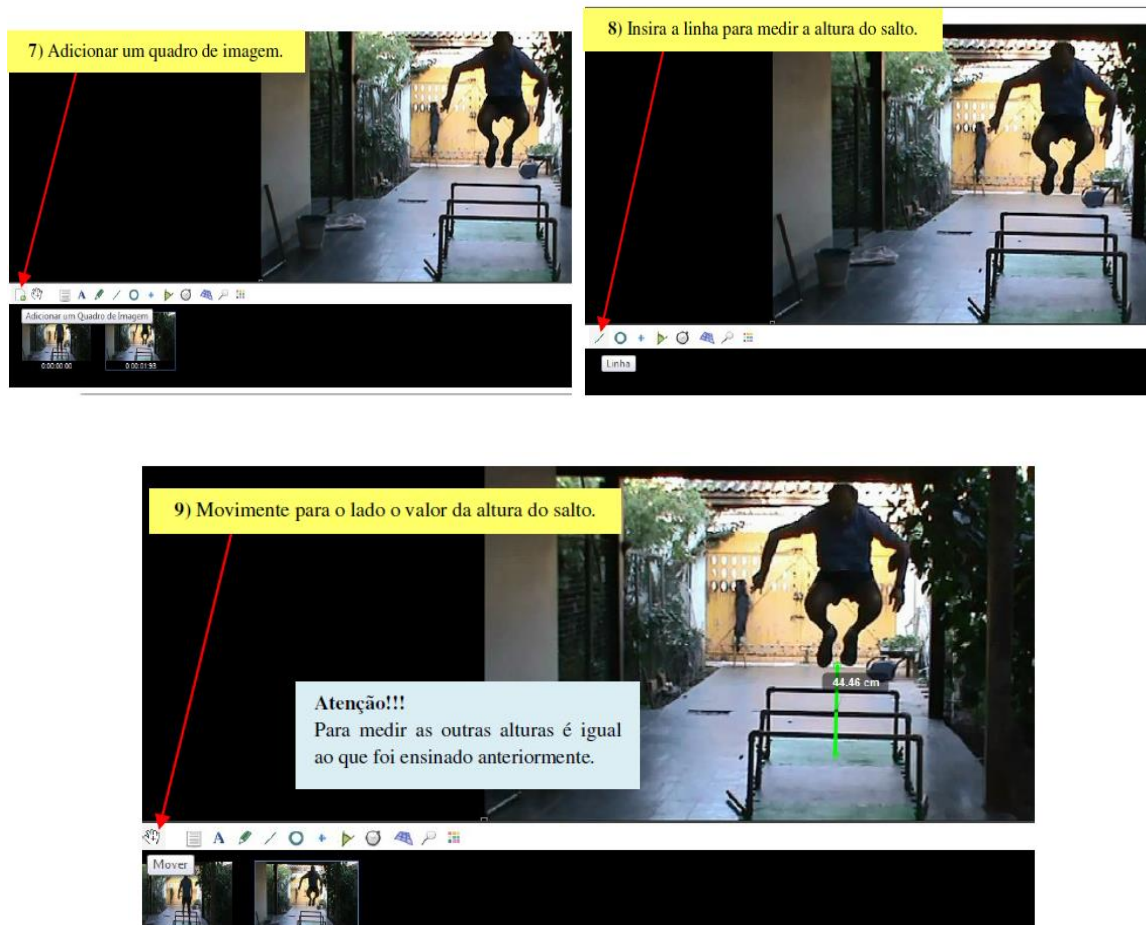 7) Adicionar um quadro de imagem.
Adicionar um Quadro de Imagem
0:00:00:00
0:00:01:93
8) Insira a linha para medir a altura do salto.
Linha
9) Movimente para o lado o valor da altura do salto.
44.46 cm
Atenção!!!
Para medir as outras alturas é igual
ao que foi ensinado anteriormente.
A
Mover